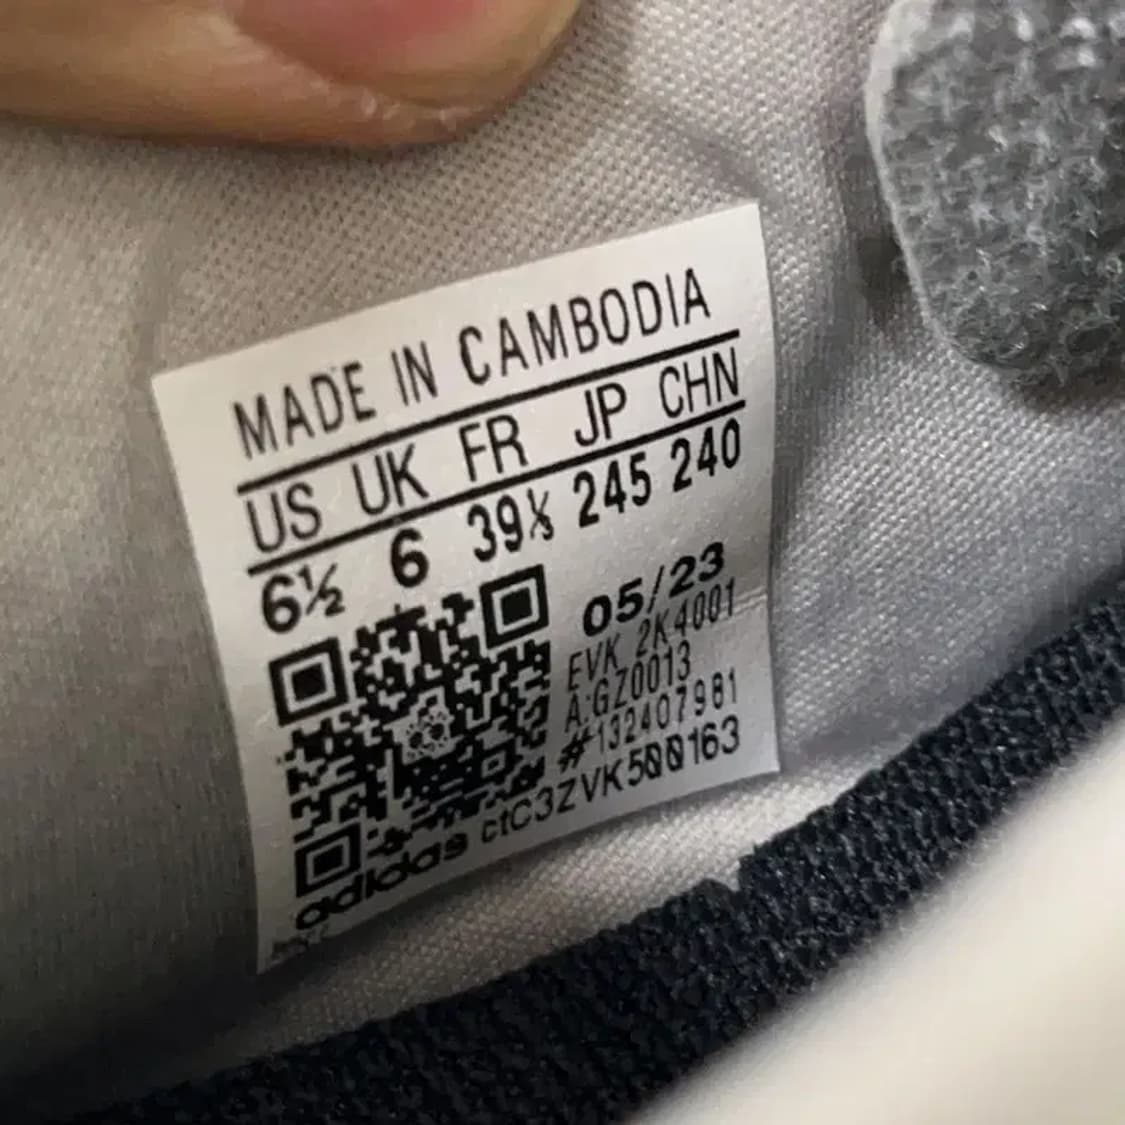 MADE IN CAMBODIA
US UK FR JP CHN
6½ 6 39⅓ 245 240
05/23
EVK 2K4001
A:GZ0013
#132407981
adidas ctC3ZVK500163